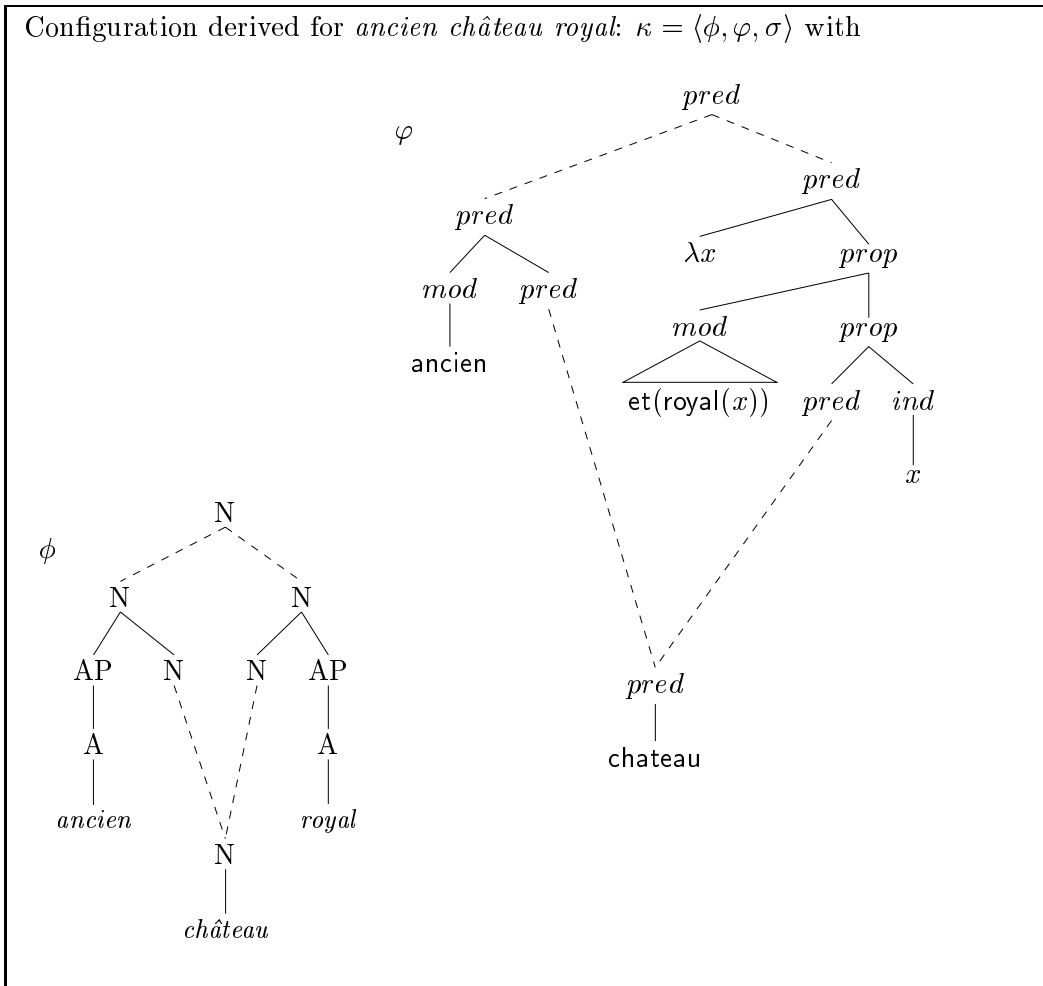 Configuration derived for ancien château royal: κ = ⟨ϕ, φ, σ⟩ with
pred
φ
pred
pred
λx
prop
mod pred
mod
prop
ancien
et(royal(x)) pred ind
x
N
ϕ
N N
AP N N AP
pred
A A
chateau
ancien royal
N
château